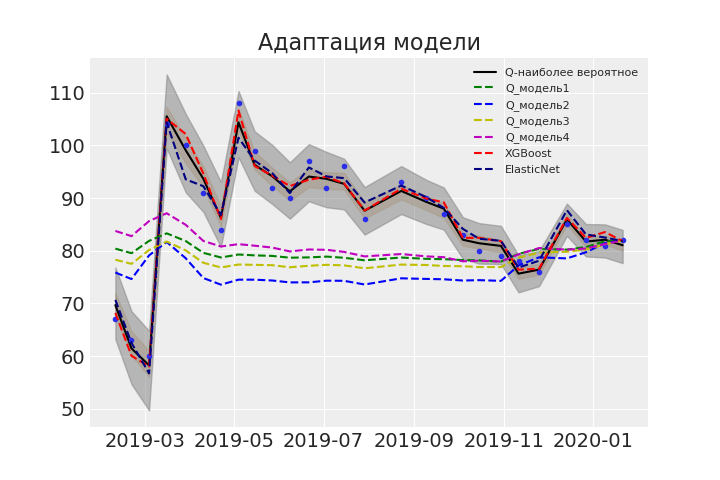 Адаптация модели
Q-наиболее вероятное
Q_модель1
Q_модель2
Q_модель3
Q_модель4
XGBoost
ElasticNet
110
100
90
80
70
60
50
2019-03 2019-05 2019-07 2019-09 2019-11 2020-01